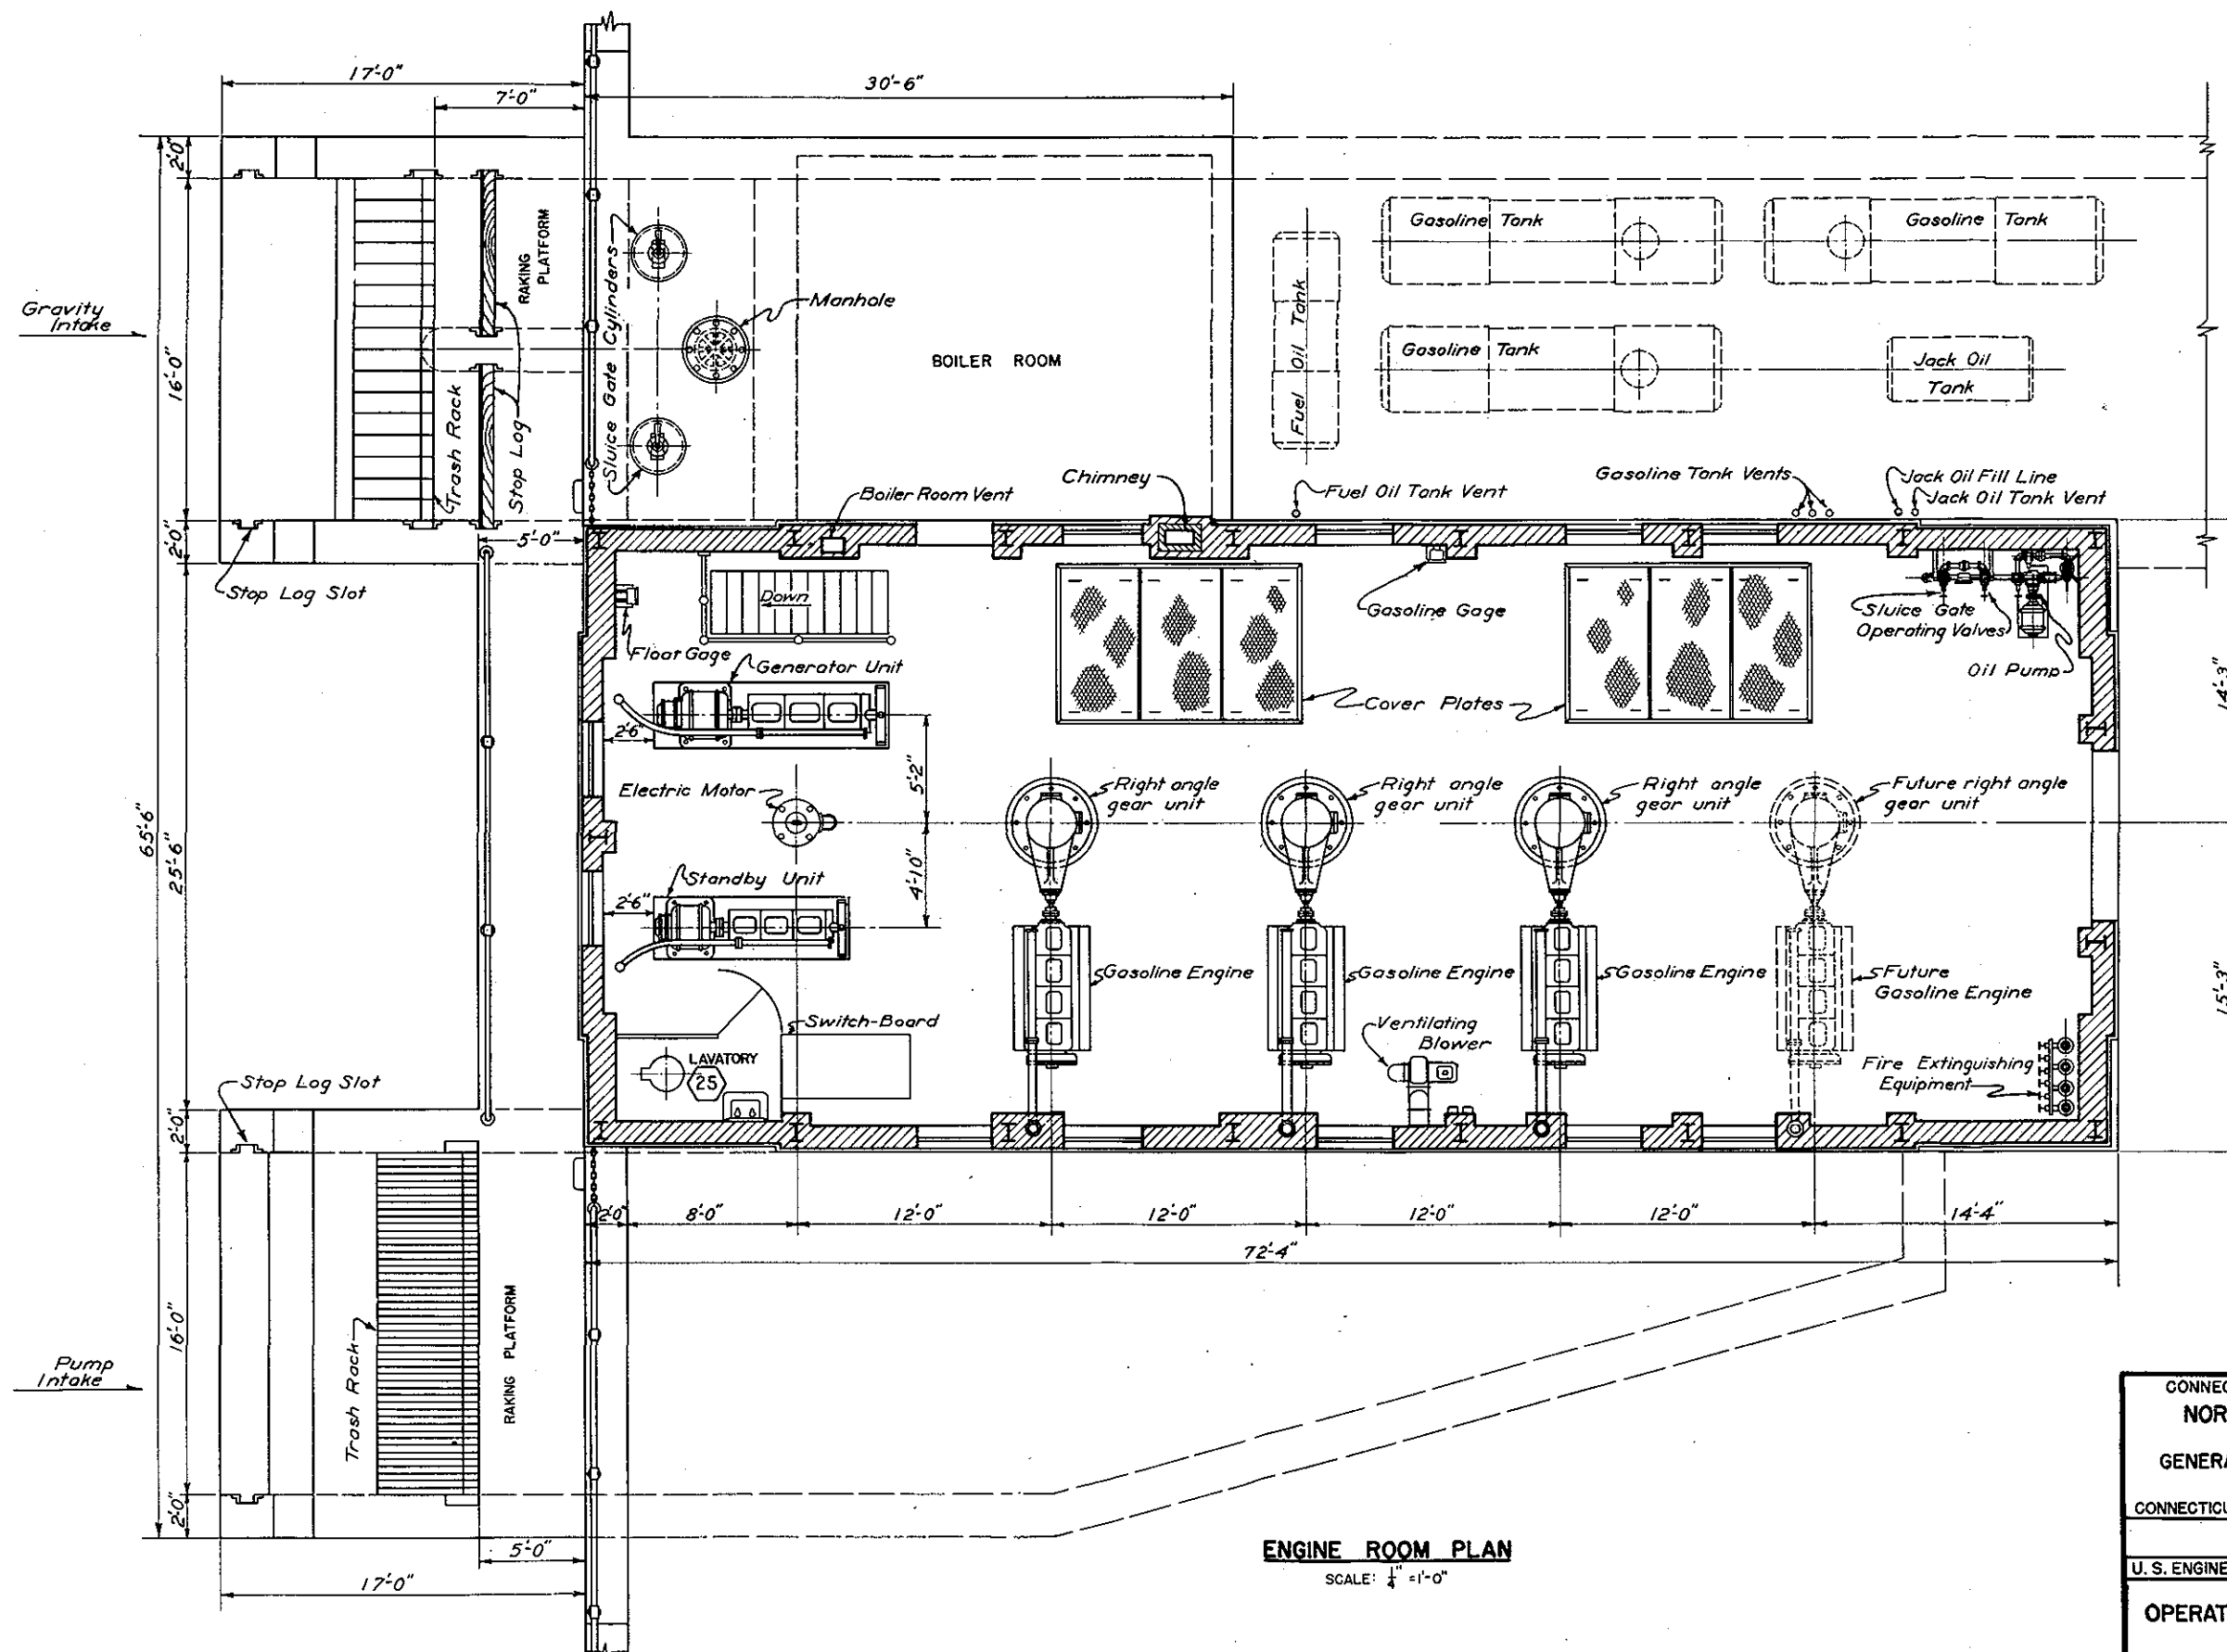 17'-0"
7'-0"
30'-6"
2'-0"
16'-0"
2'-0"
25'-6"
65'-6"
2'-0"
16'-0"
2'-0"
Gravity
Intake
RAKING
PLATFORM
Trash Rack
Stop Log
Sluice Gate Cylinders
Manhole
BOILER ROOM
Fuel Oil Tank
Gasoline Tank
Gasoline Tank
Gasoline Tank
Jack Oil
Tank
Boiler Room Vent
Chimney
Fuel Oil Tank Vent
Gasoline Tank Vents
Jack Oil Fill Line
Jack Oil Tank Vent
5'-0"
Stop Log Slot
Down
Float Gage
Generator Unit
Gasoline Gage
Cover Plates
Sluice Gate
Operating Valves
Oil Pump
14'-3"
2'-6"
5'-2"
Electric Motor
Right angle
gear unit
Right angle
gear unit
Right angle
gear unit
Future right angle
gear unit
4'-10"
Standby Unit
2'-6"
Gasoline Engine
Gasoline Engine
Gasoline Engine
Future
Gasoline Engine
15'-3"
Switch-Board
LAVATORY
25
Ventilating
Blower
Fire Extinguishing
Equipment
Stop Log Slot
2'-0"
8'-0"
12'-0"
12'-0"
12'-0"
12'-0"
14'-4"
72'-4"
Pump
Intake
Trash Rack
RAKING PLATFORM
5'-0"
17'-0"
ENGINE ROOM PLAN
SCALE: 1/4" = 1'-0"
CONNEC
NOR
GENERA
CONNECTICU
U. S. ENGINE
OPERAT